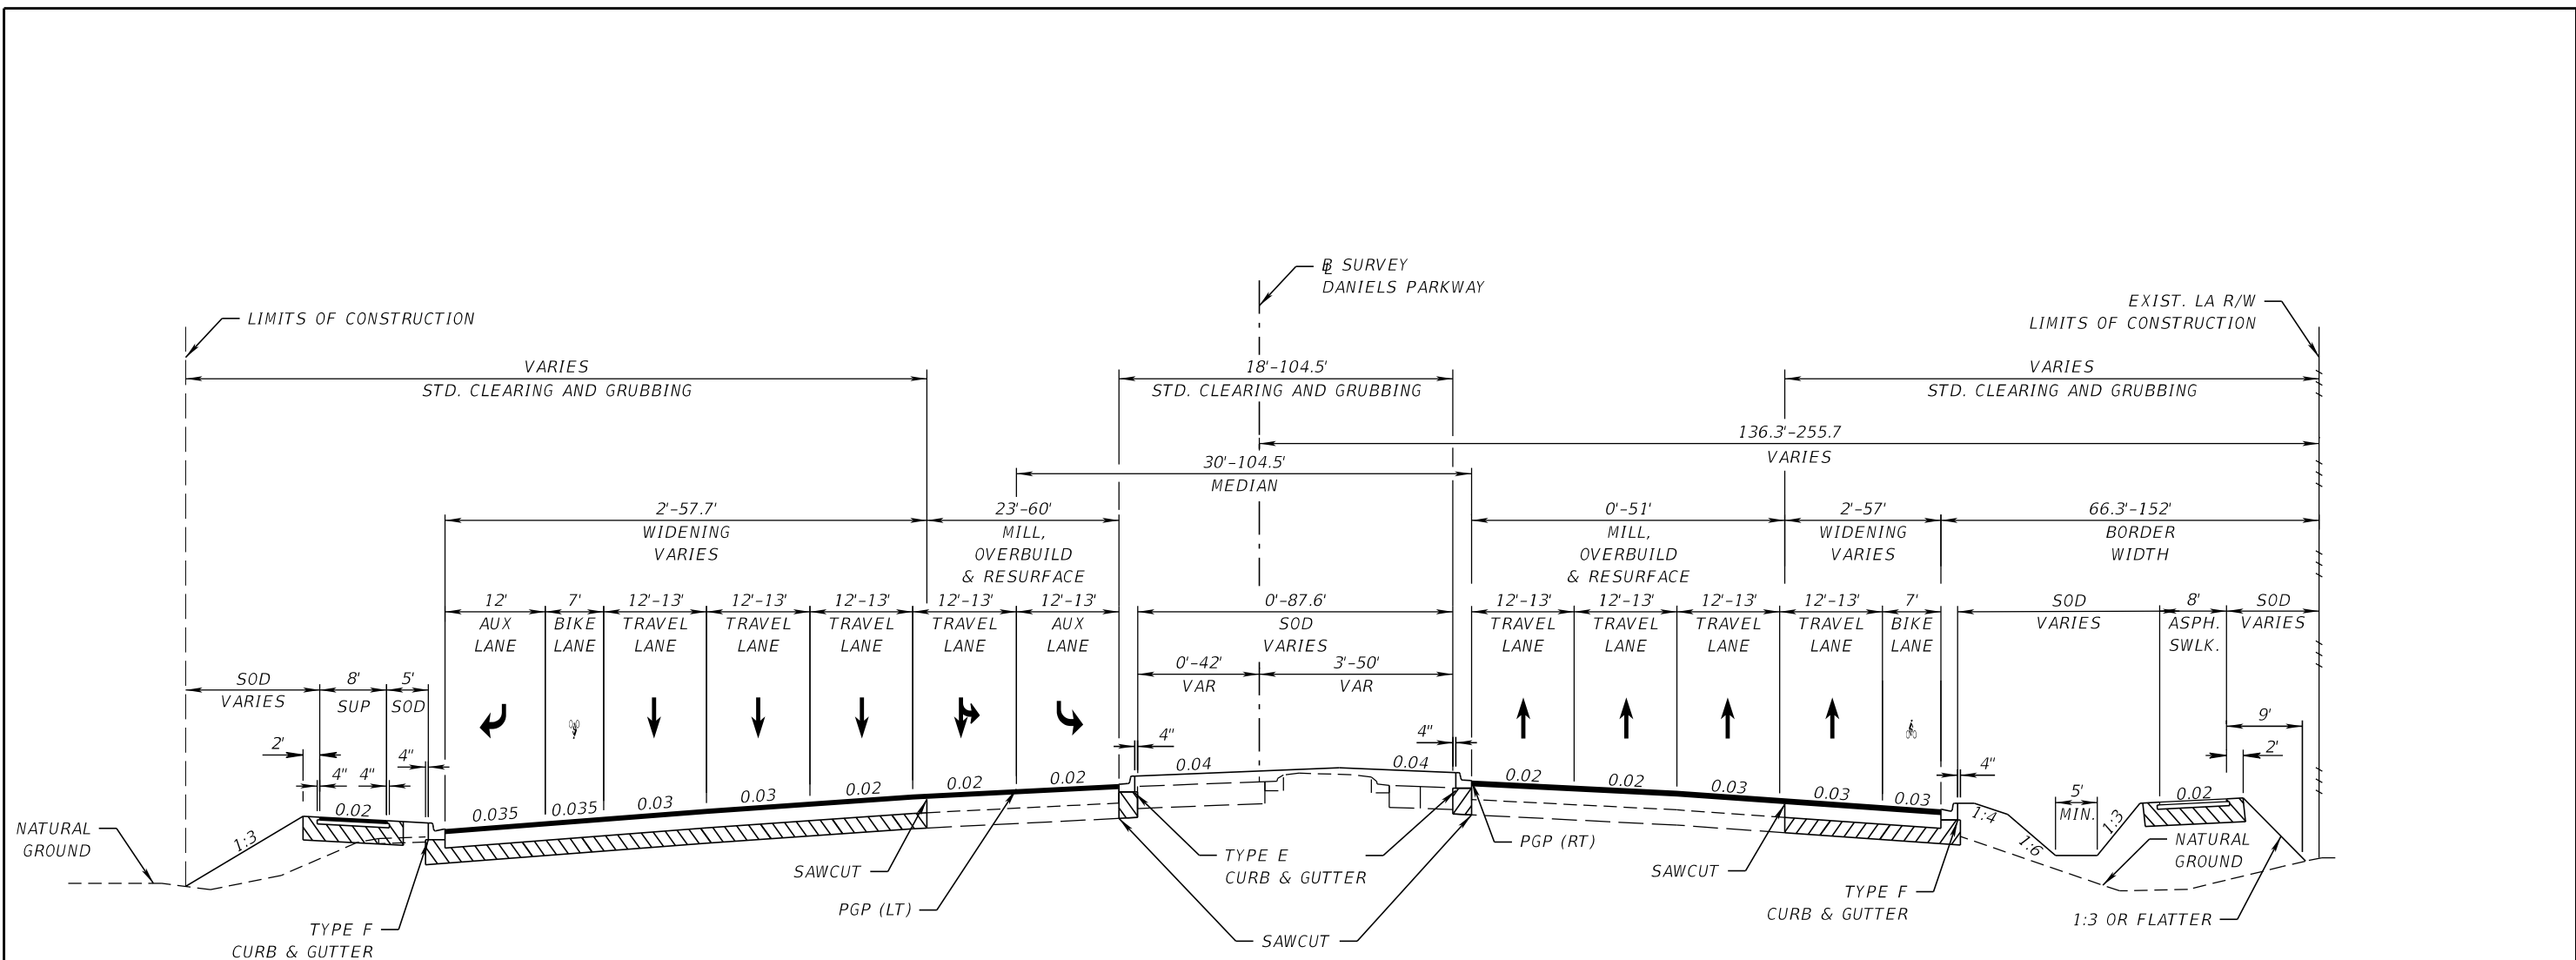 ℄ SURVEY
DANIELS PARKWAY
EXIST. LA R/W
LIMITS OF CONSTRUCTION
LIMITS OF CONSTRUCTION
VARIES
STD. CLEARING AND GRUBBING
18'-104.5'
STD. CLEARING AND GRUBBING
VARIES
STD. CLEARING AND GRUBBING
136.3'-255.7
VARIES
30'-104.5'
MEDIAN
2'-57.7'
WIDENING
VARIES
23'-60'
MILL,
OVERBUILD
& RESURFACE
0'-51'
MILL,
OVERBUILD
& RESURFACE
2'-57'
WIDENING
VARIES
66.3'-152'
BORDER
WIDTH
12'
AUX
LANE
7'
BIKE
LANE
12'-13'
TRAVEL
LANE
12'-13'
TRAVEL
LANE
12'-13'
TRAVEL
LANE
12'-13'
TRAVEL
LANE
12'-13'
AUX
LANE
0'-87.6'
SOD
VARIES
12'-13'
TRAVEL
LANE
12'-13'
TRAVEL
LANE
12'-13'
TRAVEL
LANE
12'-13'
TRAVEL
LANE
7'
BIKE
LANE
SOD
VARIES
8'
ASPH.
SWLK.
SOD
VARIES
0'-42'
VAR
3'-50'
VAR
SOD
VARIES
8'
SUP
5'
SOD
2'
4"
4"
4"
4"
4"
4"
9'
2'
5'
MIN.
0.02
0.035
0.035
0.03
0.03
0.02
0.02
0.02
0.04
0.04
0.02
0.02
0.03
0.03
0.03
0.02
1:3
1:4
1:6
1:3
NATURAL
GROUND
NATURAL
GROUND
TYPE F
CURB & GUTTER
SAWCUT
PGP (LT)
TYPE E
CURB & GUTTER
SAWCUT
PGP (RT)
SAWCUT
TYPE F
CURB & GUTTER
1:3 OR FLATTER